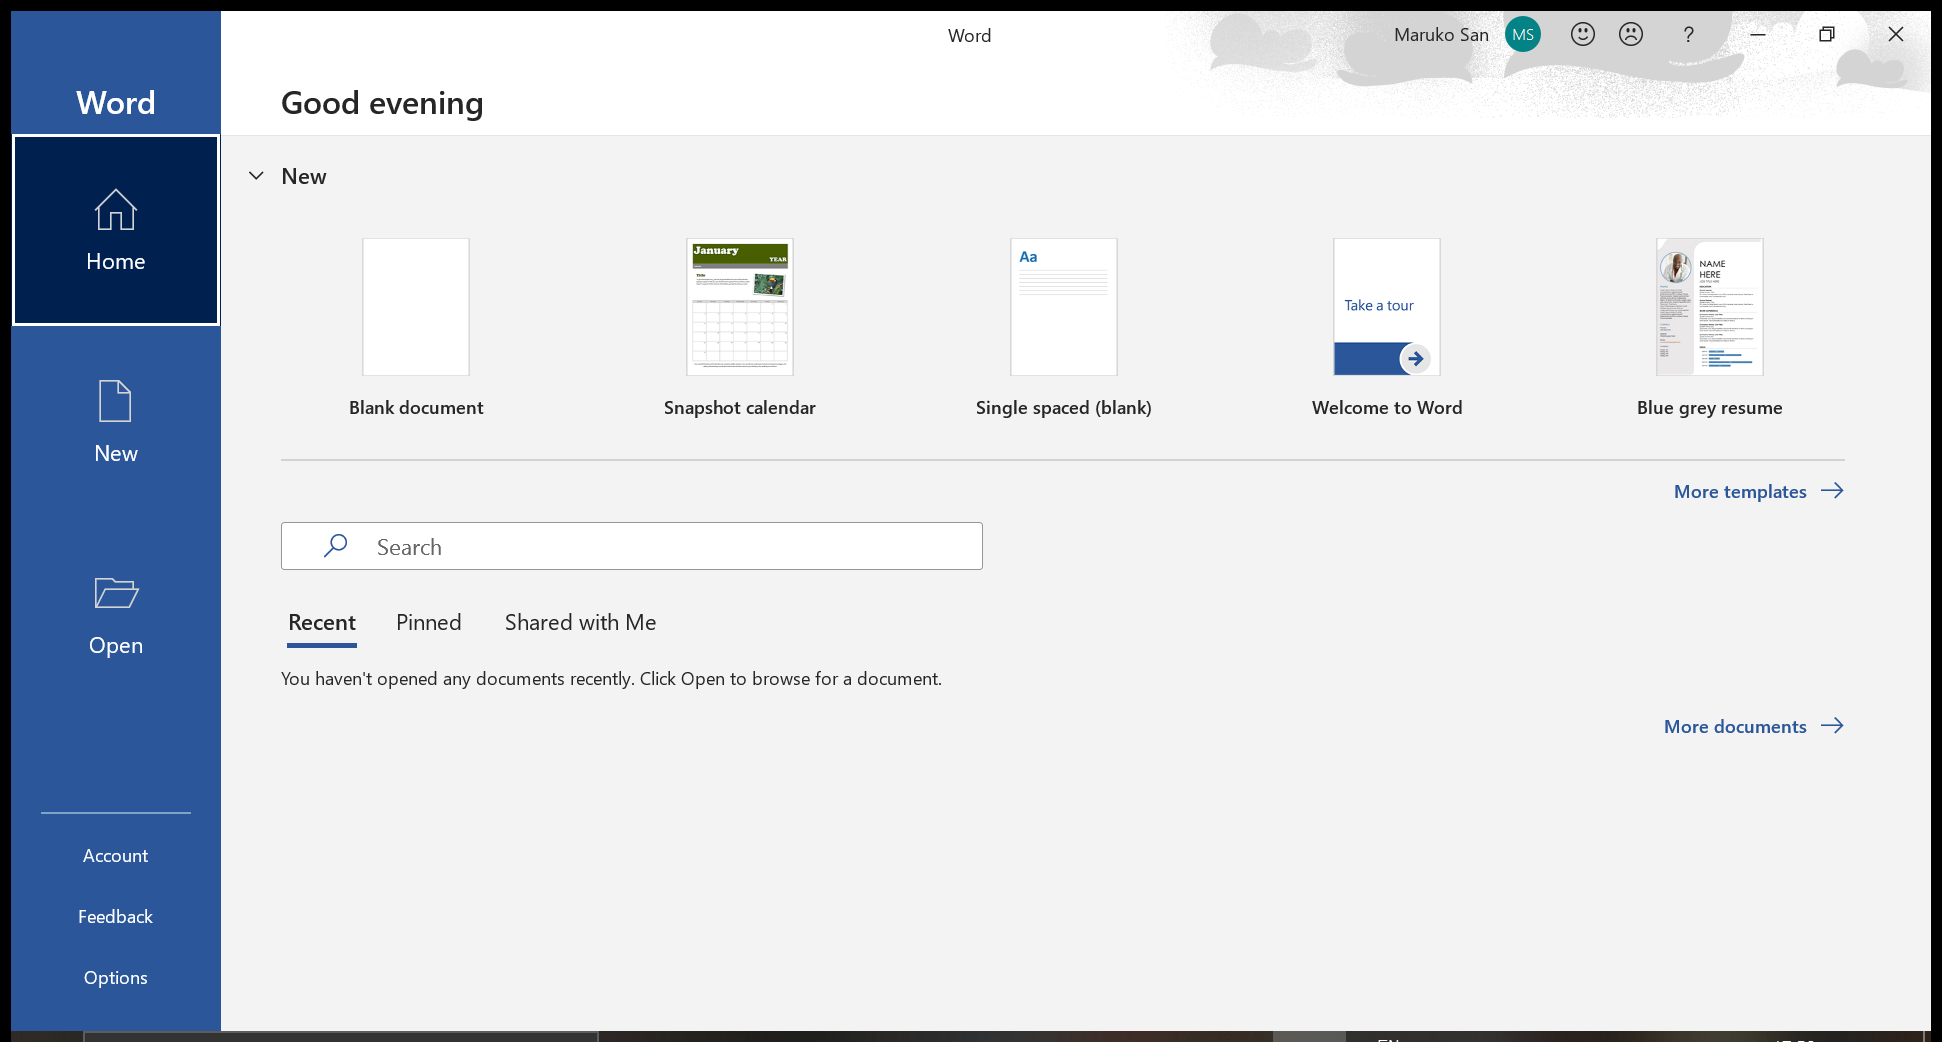 Word
Maruko San
MS
?
Word
Good evening
Home
New
Open
Account
Feedback
Options
New
January
YEAR
Title
Aa
Take a tour
NAME
HERE
Blank document
Snapshot calendar
Single spaced (blank)
Welcome to Word
Blue grey resume
More templates
Search
Recent
Pinned
Shared with Me
You haven't opened any documents recently. Click Open to browse for a document.
More documents